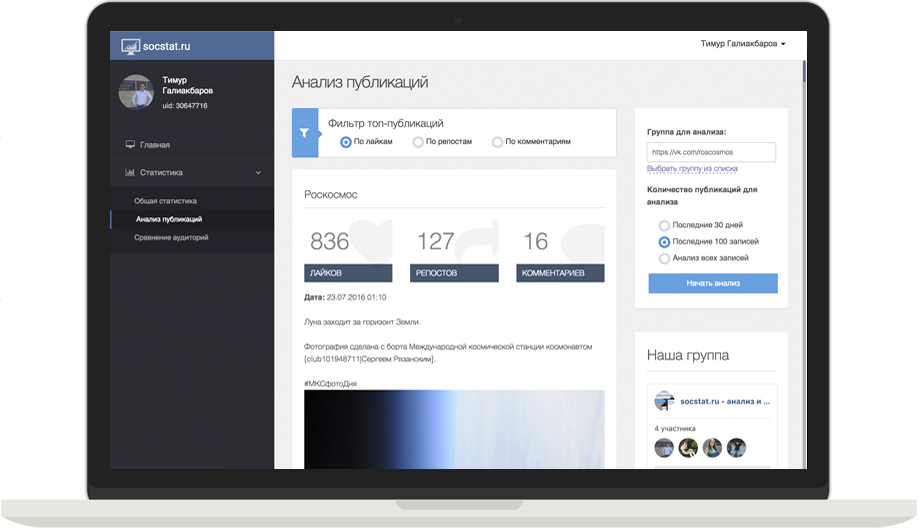 socstat.ru
Тимур Галиакбаров
Тимур
Галиакбаров
uid: 30647716
Главная
Статистика
Общая статистика
Анализ публикаций
Сравнение аудиторий
Анализ публикаций
Фильтр топ-публикаций
По лайкам По репостам По комментариям
Роскосмос
836 127 16
ЛАЙКОВ РЕПОСТОВ КОММЕНТАРИЕВ
Дата: 23.07.2016 01:10
Луна заходит за горизонт Земли.
Фотография сделана с борта Международной космической станции космонавтом
[club101948711|Сергеем Рязанским].
#МКСфотоДня
Группа для анализа:
https://vk.com/roscosmos
Выбрать группу из списка
Количество публикаций для
анализа
Последние 30 дней
Последние 100 записей
Анализ всех записей
Начать анализ
Наша группа
socstat.ru - анализ и ...
4 участника